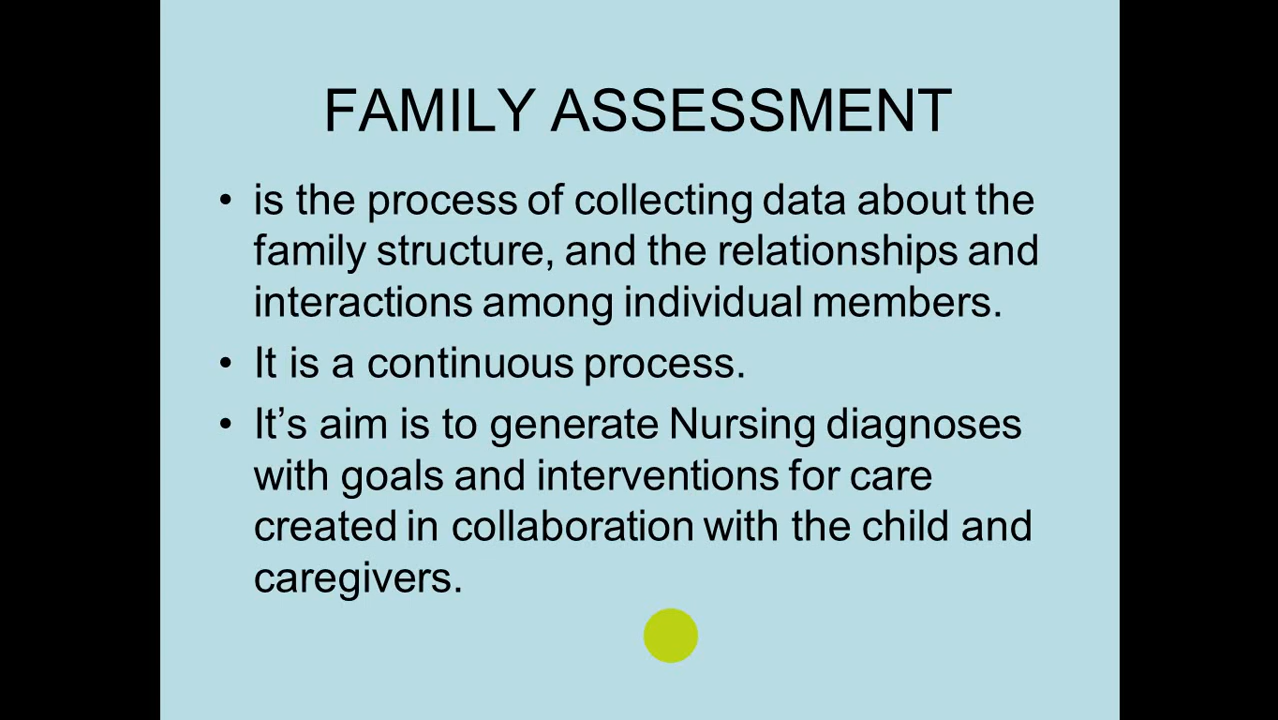 FAMILY ASSESSMENT
• is the process of collecting data about the
family structure, and the relationships and
interactions among individual members.
• It is a continuous process.
• It’s aim is to generate Nursing diagnoses
with goals and interventions for care
created in collaboration with the child and
caregivers.